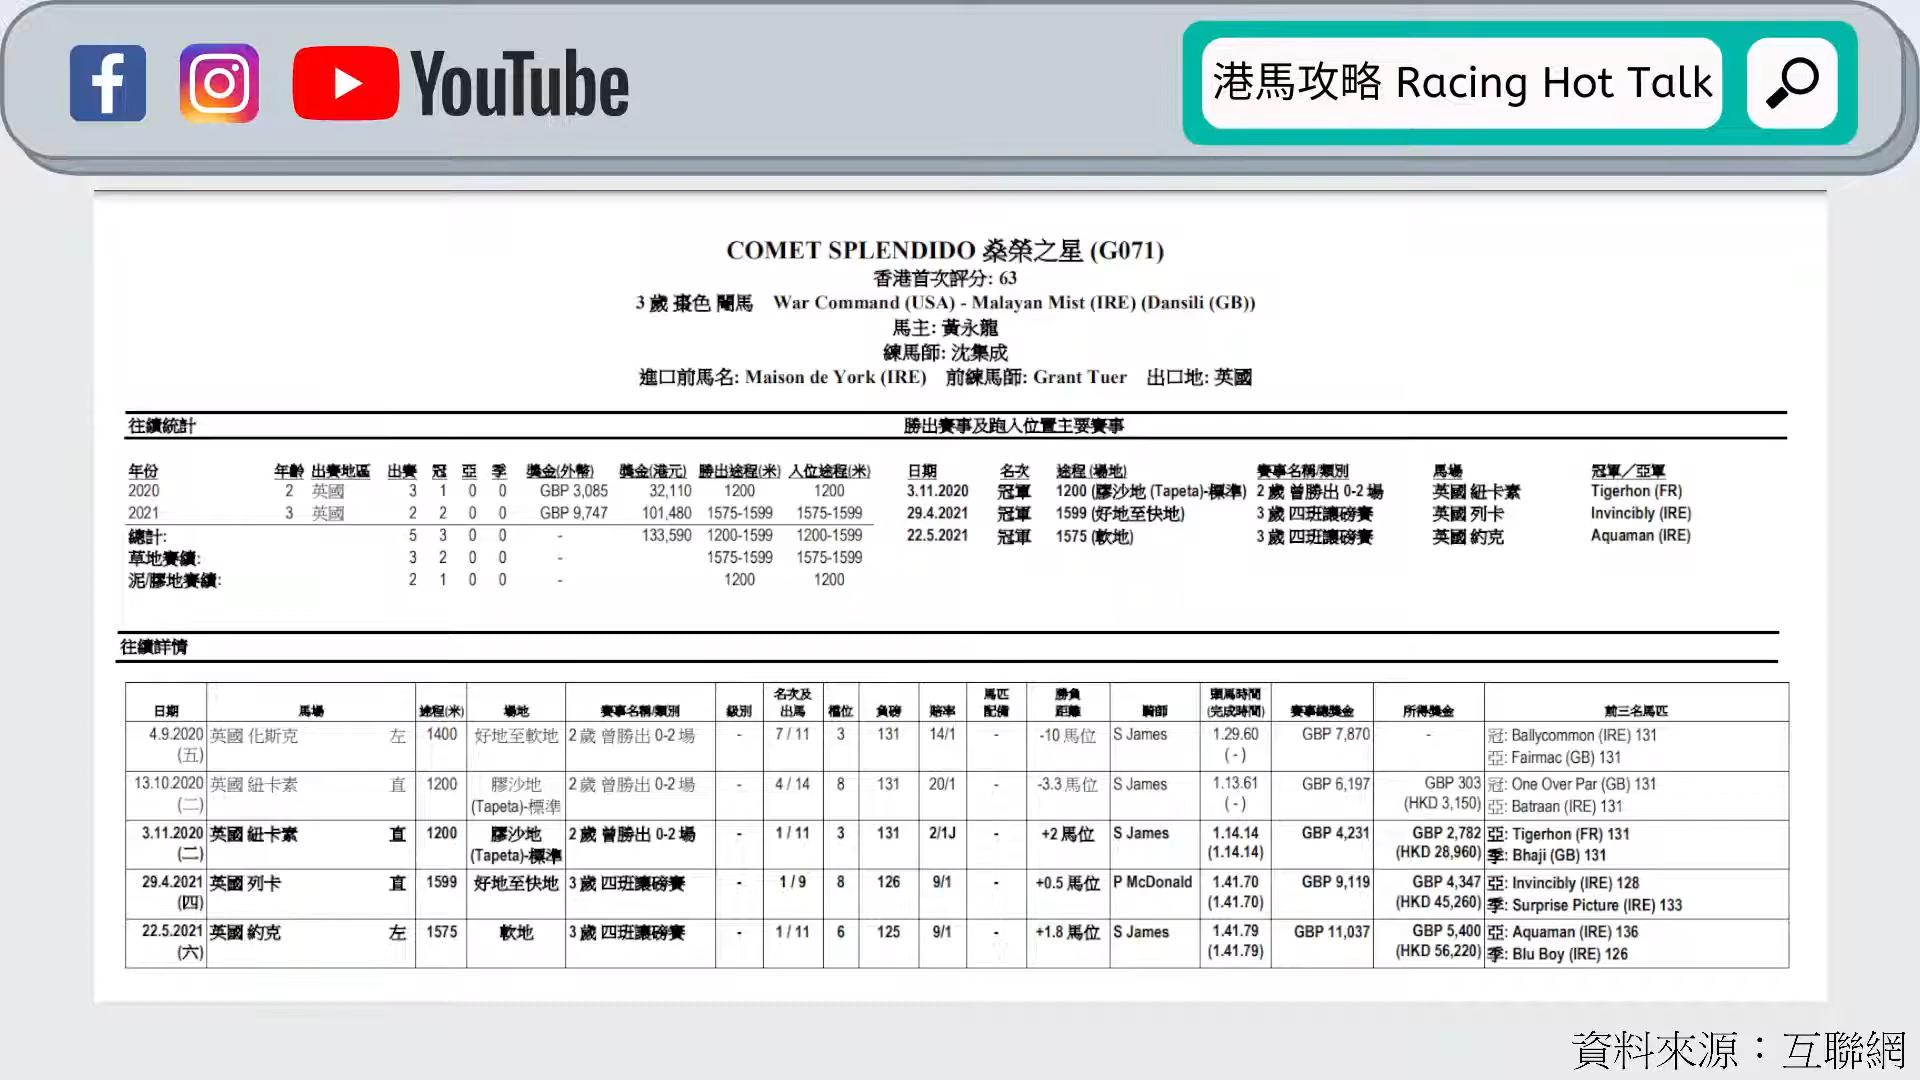 YouTube
港馬攻略 Racing Hot Talk
COMET SPLENDIDO 燊榮之星 (G071)
香港首次評分: 63
3 歲 棗色 閹馬 War Command (USA) - Malayan Mist (IRE) (Dansili (GB))
馬主: 黃永龍
練馬師: 沈集成
進口前馬名: Maison de York (IRE) 前練馬師: Grant Tuer 出口地: 英國
往績統計 勝出賽事及跑入位置主要賽事
年份 年齡 出賽地區 出賽 冠 亞 季 獎金(外幣) 獎金(港元) 勝出途程(米) 入位途程(米) 日期 名次 途程 (場地) 賽事名稱/類別 馬場 冠軍／亞軍
2020 2 英國 3 1 0 0 GBP 3,085 32,110 1200 1200 3.11.2020 冠軍 1200 (膠沙地 (Tapeta)-標準) 2 歲 曾勝出 0-2 場 英國 紐卡素 Tigerhon (FR)
2021 3 英國 2 2 0 0 GBP 9,747 101,480 1575-1599 1575-1599 29.4.2021 冠軍 1599 (好地至快地) 3 歲 四班讓磅賽 英國 列卡 Invincibly (IRE)
總計: 5 3 0 0 - 133,590 1200-1599 1200-1599 22.5.2021 冠軍 1575 (軟地) 3 歲 四班讓磅賽 英國 約克 Aquaman (IRE)
草地賽績: 3 2 0 0 - 1575-1599 1575-1599
泥/膠地賽績: 2 1 0 0 - 1200 1200
往績詳情
日期 馬場 途程(米) 場地 賽事名稱/類別 級別 名次及出馬 檔位 負磅 賠率 馬匹配備 勝負距離 騎師 頭馬時間(完成時間) 賽事總獎金 所得獎金 前三名馬匹
4.9.2020 英國 化斯克 左 1400 好地至軟地 2 歲 曾勝出 0-2 場 - 7 / 11 3 131 14/1 - -10 馬位 S James 1.29.60 GBP 7,870 - 冠: Ballycommon (IRE) 131
(五) ( - ) 亞: Fairmac (GB) 131
13.10.2020 英國 紐卡素 直 1200 膠沙地 2 歲 曾勝出 0-2 場 - 4 / 14 8 131 20/1 - -3.3 馬位 S James 1.13.61 GBP 6,197 GBP 303 冠: One Over Par (GB) 131
(二) (Tapeta)-標準 ( - ) (HKD 3,150) 亞: Batraan (IRE) 131
3.11.2020 英國 紐卡素 直 1200 膠沙地 2 歲 曾勝出 0-2 場 - 1 / 11 3 131 2/1J - +2 馬位 S James 1.14.14 GBP 4,231 GBP 2,782 亞: Tigerhon (FR) 131
(二) (Tapeta)-標準 (1.14.14) (HKD 28,960) 季: Bhaji (GB) 131
29.4.2021 英國 列卡 直 1599 好地至快地 3 歲 四班讓磅賽 - 1 / 9 8 126 9/1 - +0.5 馬位 P McDonald 1.41.70 GBP 9,119 GBP 4,347 亞: Invincibly (IRE) 128
(四) (1.41.70) (HKD 45,260) 季: Surprise Picture (IRE) 133
22.5.2021 英國 約克 左 1575 軟地 3 歲 四班讓磅賽 - 1 / 11 6 125 9/1 - +1.8 馬位 S James 1.41.79 GBP 11,037 GBP 5,400 亞: Aquaman (IRE) 136
(六) (1.41.79) (HKD 56,220) 季: Blu Boy (IRE) 126
資料來源：互聯網